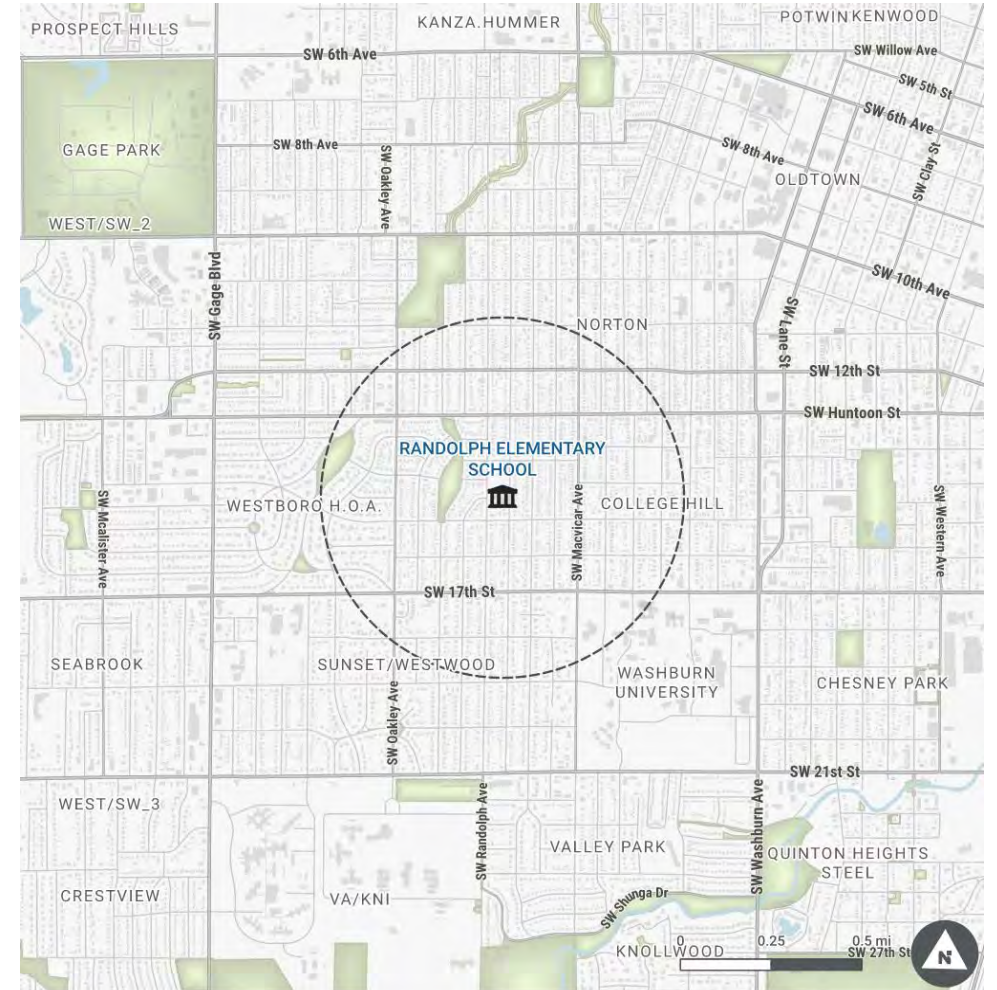 PROSPECT HILLS
KANZA.HUMMER
POTWIN
KENWOOD
SW 6th Ave
SW Willow Ave
SW 5th St
SW 6th Ave
GAGE PARK
SW 8th Ave
SW Oakley Ave
SW 8th Ave
SW Clay St
OLDTOWN
WEST/SW_2
SW Gage Blvd
SW 10th Ave
NORTON
SW Lane St
SW 12th St
SW Huntoon St
RANDOLPH ELEMENTARY
SCHOOL
WESTBORO H.O.A.
COLLEGE HILL
SW Mcalister Ave
SW Macvicar Ave
SW Western Ave
SW 17th St
SEABROOK
SUNSET/WESTWOOD
WASHBURN
UNIVERSITY
CHESNEY PARK
SW Oakley Ave
SW 21st St
WEST/SW_3
SW Randolph Ave
SW Washburn Ave
VALLEY PARK
QUINTON HEIGHTS
STEEL
CRESTVIEW
VA/KNI
SW Shunga Dr
KNOLLWOOD
0 0.25 0.5 mi
SW 27th St
N